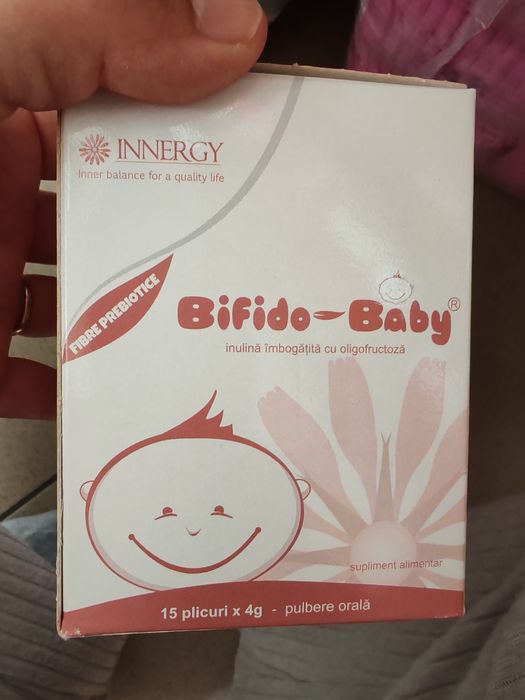 INNERGY
Inner balance for a quality life
FIBRE PREBIOTICE
Bifido-Baby®
inulină îmbogățită cu oligofructoză
supliment alimentar
15 plicuri x 4g - pulbere orală